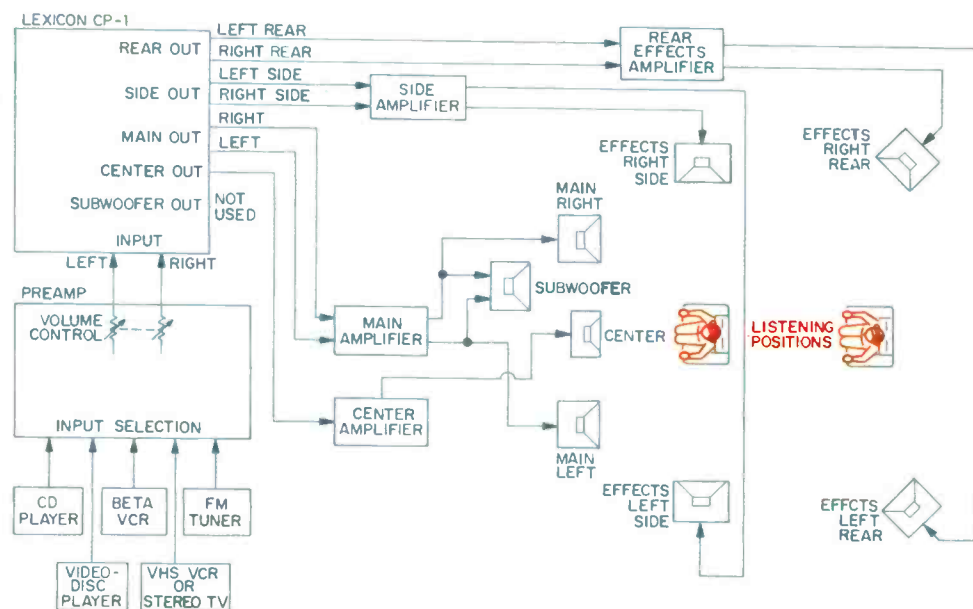 LEXICON CP-1
REAR OUT
LEFT REAR
RIGHT REAR
REAR
EFFECTS
AMPLIFIER
LEFT SIDE
SIDE OUT
RIGHT SIDE
SIDE
AMPLIFIER
MAIN OUT
RIGHT
LEFT
CENTER OUT
SUBWOOFER OUT
NOT
USED
INPUT
LEFT
RIGHT
EFFECTS
RIGHT
SIDE
EFFECTS
RIGHT
REAR
MAIN
RIGHT
SUBWOOFER
PREAMP
VOLUME
CONTROL
MAIN
AMPLIFIER
CENTER
LISTENING
POSITIONS
INPUT SELECTION
CENTER
AMPLIFIER
MAIN
LEFT
EFFECTS
LEFT
SIDE
EFFCTS
LEFT
REAR
CD
PLAYER
BETA
VCR
FM
TUNER
VIDEO-
DISC
PLAYER
VHS VCR
OR
STEREO TV